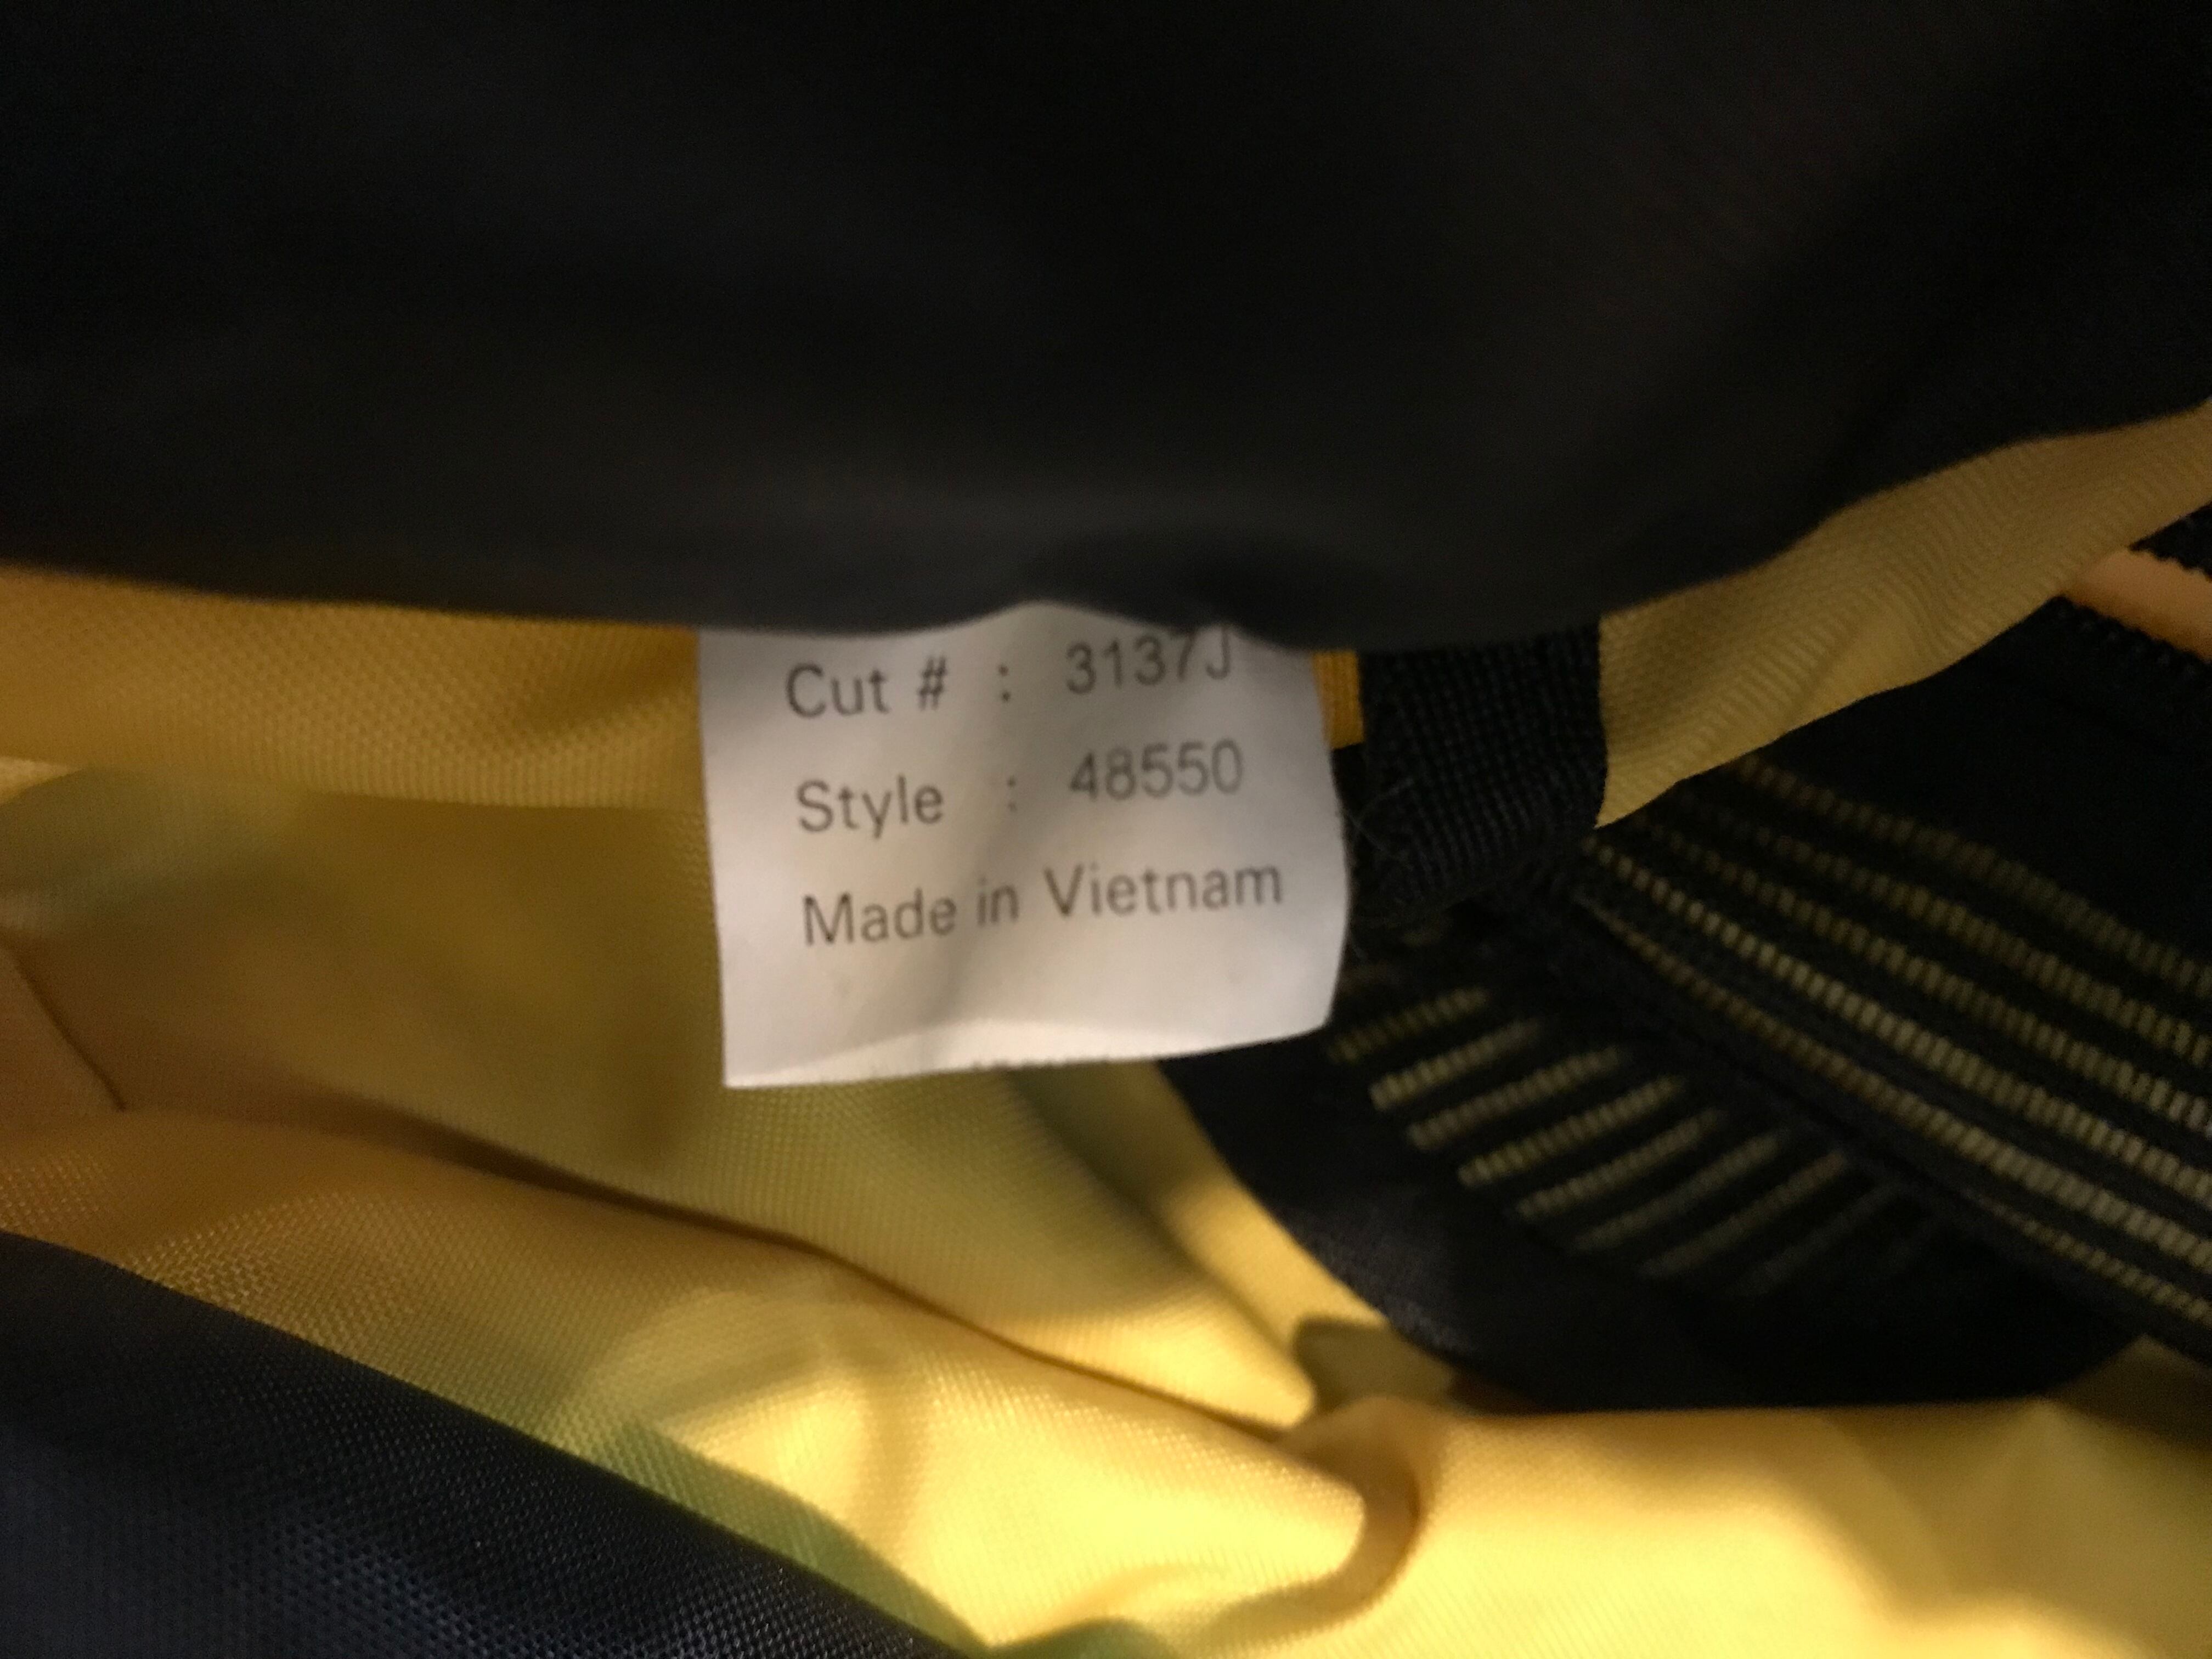 Cut # : 3137J
Style : 48550
Made in Vietnam